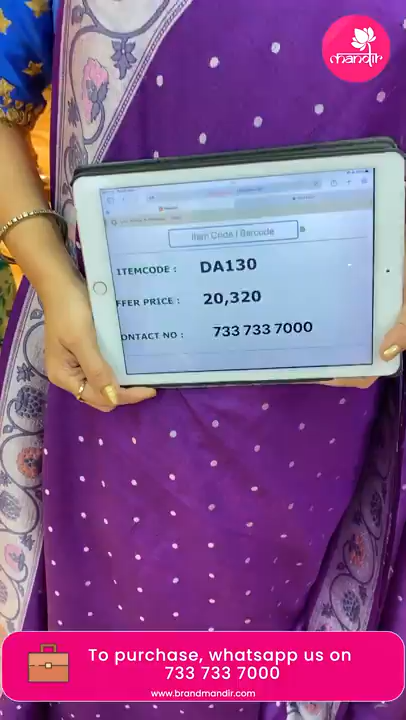 mandir
Item Code / Barcode
ITEMCODE : DA130
FFER PRICE : 20,320
ONTACT NO : 733 733 7000
To purchase, whatsapp us on
733 733 7000
www.brandmandir.com